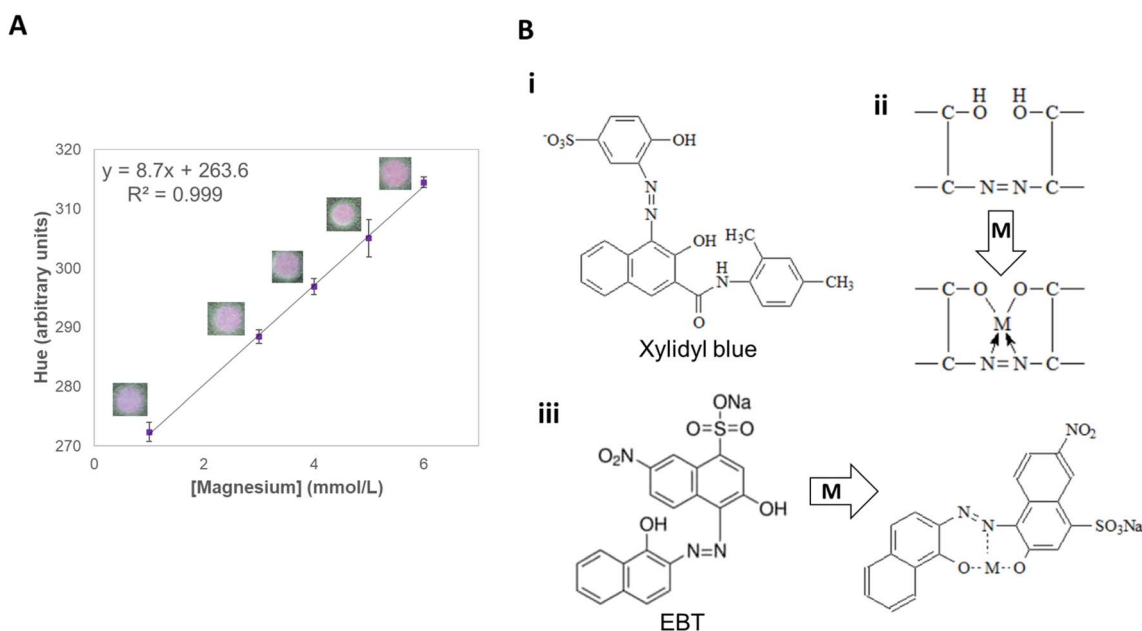 A
y = 8.7x + 263.6
R² = 0.999
320
310
300
290
280
270
0
2
4
6
Hue (arbitrary units)
[Magnesium] (mmol/L)
B
i
⁻O₃S
OH
N
N
OH
H₃C
H
N
CH₃
O
Xylidyl blue
ii
H H
C O O C
C N=N C
M
C O O C
M
C N=N C
iii
ONa
O=S=O
O₂N
OH
OH
N=N
EBT
M
NO₂
N
N
SO₃Na
O M O